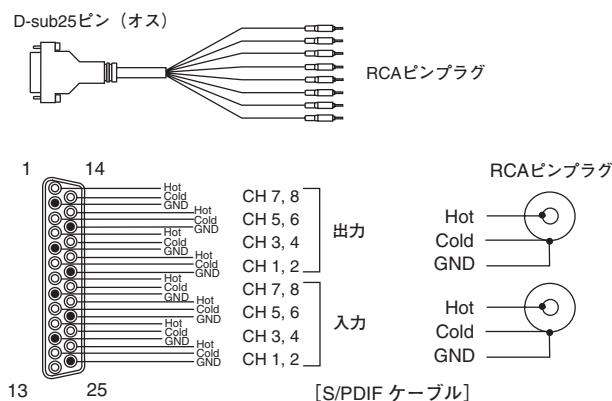 D-sub25ピン（オス）
RCAピンプラグ
1 14
RCAピンプラグ
Hot
Cold
GND
CH 7, 8
Hot
Cold
GND
CH 5, 6
Hot
Cold
GND
CH 3, 4
Hot
Cold
GND
CH 1, 2
出力
Hot
Cold
GND
CH 7, 8
Hot
Cold
GND
CH 5, 6
Hot
Cold
GND
CH 3, 4
Hot
Cold
GND
CH 1, 2
入力
Hot
Cold
GND
Hot
Cold
GND
13 25
［S/PDIF ケーブル］